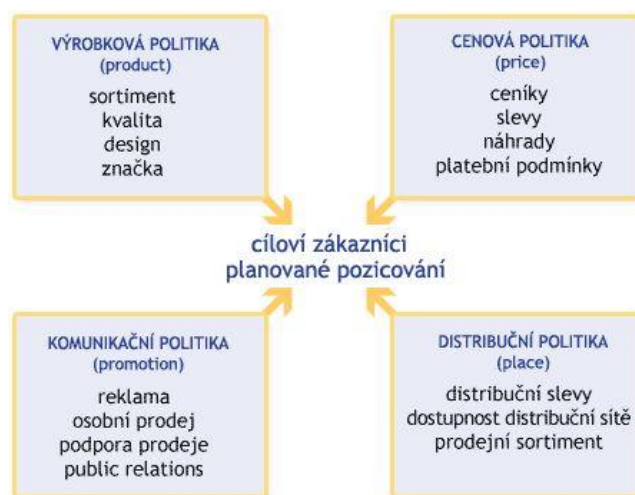 VÝROBKOVÁ POLITIKA
(product)
sortiment
kvalita
design
značka
CENOVÁ POLITIKA
(price)
ceníky
slevy
náhrady
platební podmínky
cíloví zákazníci
planované pozicování
KOMUNIKAČNÍ POLITIKA
(promotion)
reklama
osobní prodej
podpora prodeje
public relations
DISTRIBUČNÍ POLITIKA
(place)
distribuční slevy
dostupnost distribuční sítě
prodejní sortiment